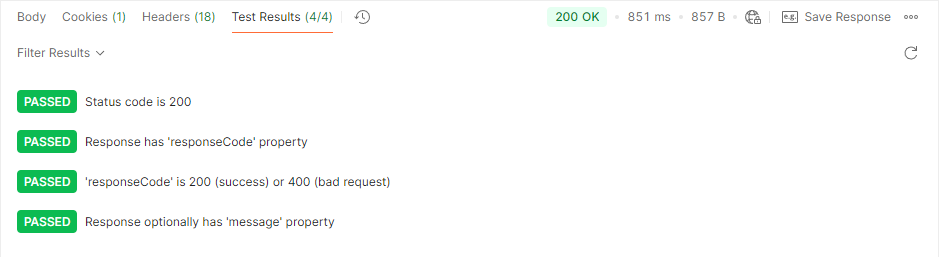 Body Cookies (1) Headers (18) Test Results (4/4) 200 OK • 851 ms • 857 B e.g. Save Response
Filter Results
PASSED Status code is 200
PASSED Response has 'responseCode' property
PASSED 'responseCode' is 200 (success) or 400 (bad request)
PASSED Response optionally has 'message' property